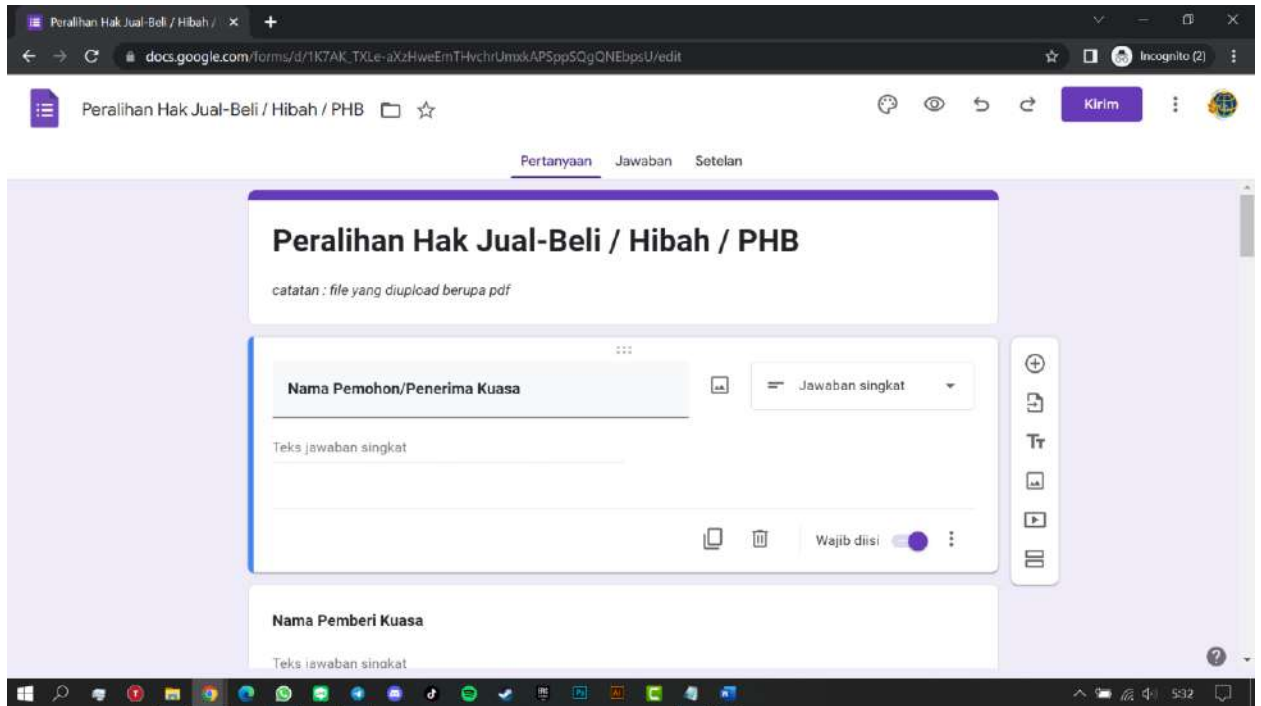 Peralihan Hak Jual-Beli / Hibah /
docs.google.com/forms/d/1K7AK_TXLe-aXzHweEmTHvchrUmxkAPSppSQgQNEbpsU/edit
Incognito (2)
Peralihan Hak Jual-Beli / Hibah / PHB
Kirim
Pertanyaan Jawaban Setelan
Peralihan Hak Jual-Beli / Hibah / PHB
catatan : file yang diupload berupa pdf
Nama Pemohon/Penerima Kuasa
Jawaban singkat
Teks jawaban singkat
Wajib diisi
Nama Pemberi Kuasa
Teks jawaban singkat
5:32